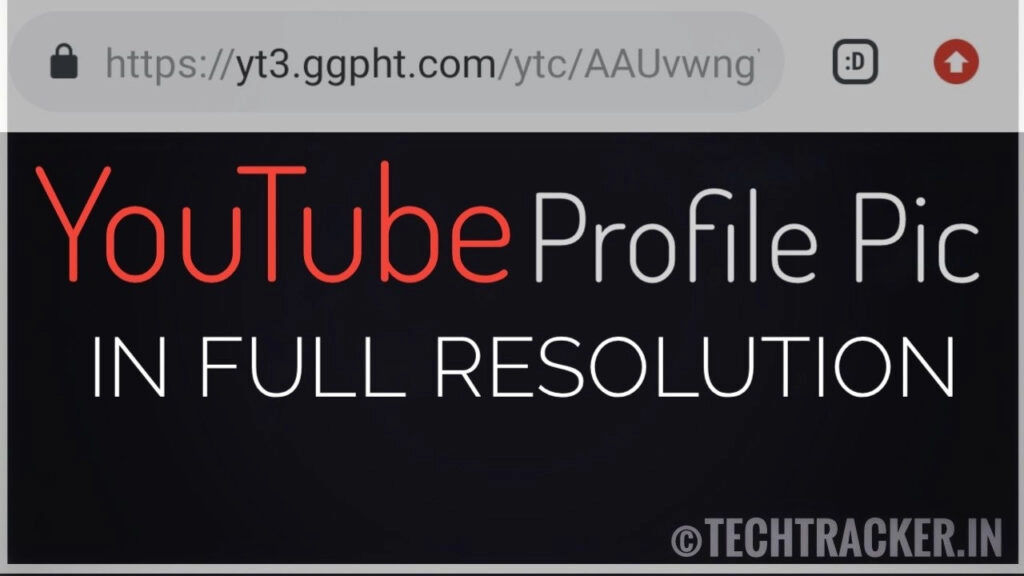 https://yt3.ggpht.com/ytc/AAUvwng
:D
YouTube Profile Pic
IN FULL RESOLUTION
©TECHTRACKER.IN